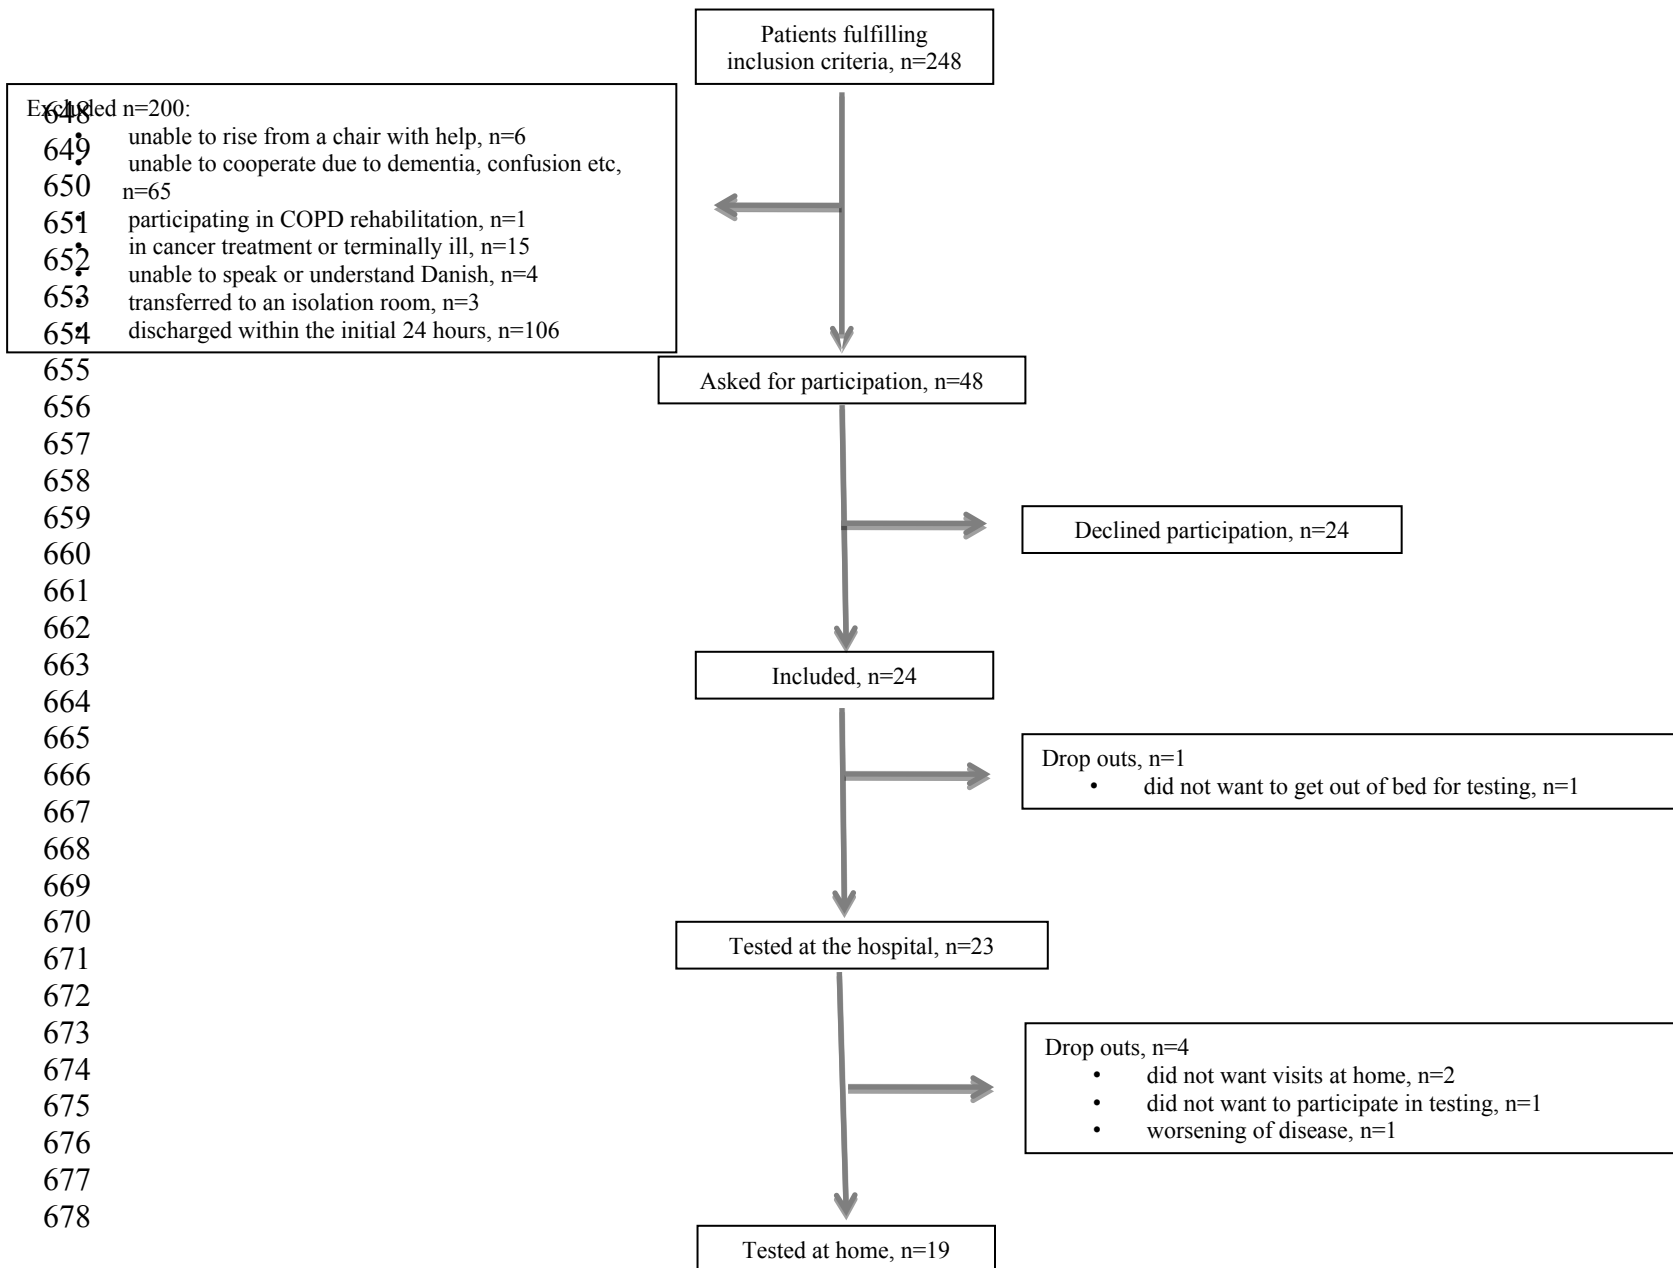 Patients fulfilling
inclusion criteria, n=248
Excluded n=200:
• unable to rise from a chair with help, n=6
• unable to cooperate due to dementia, confusion etc,
n=65
• participating in COPD rehabilitation, n=1
• in cancer treatment or terminally ill, n=15
• unable to speak or understand Danish, n=4
• transferred to an isolation room, n=3
• discharged within the initial 24 hours, n=106
648
649
650
651
652
653
654
655
656
657
658
659
660
661
662
663
664
665
666
667
668
669
670
671
672
673
674
675
676
677
678
Asked for participation, n=48
Declined participation, n=24
Included, n=24
Drop outs, n=1
• did not want to get out of bed for testing, n=1
Tested at the hospital, n=23
Drop outs, n=4
• did not want visits at home, n=2
• did not want to participate in testing, n=1
• worsening of disease, n=1
Tested at home, n=19